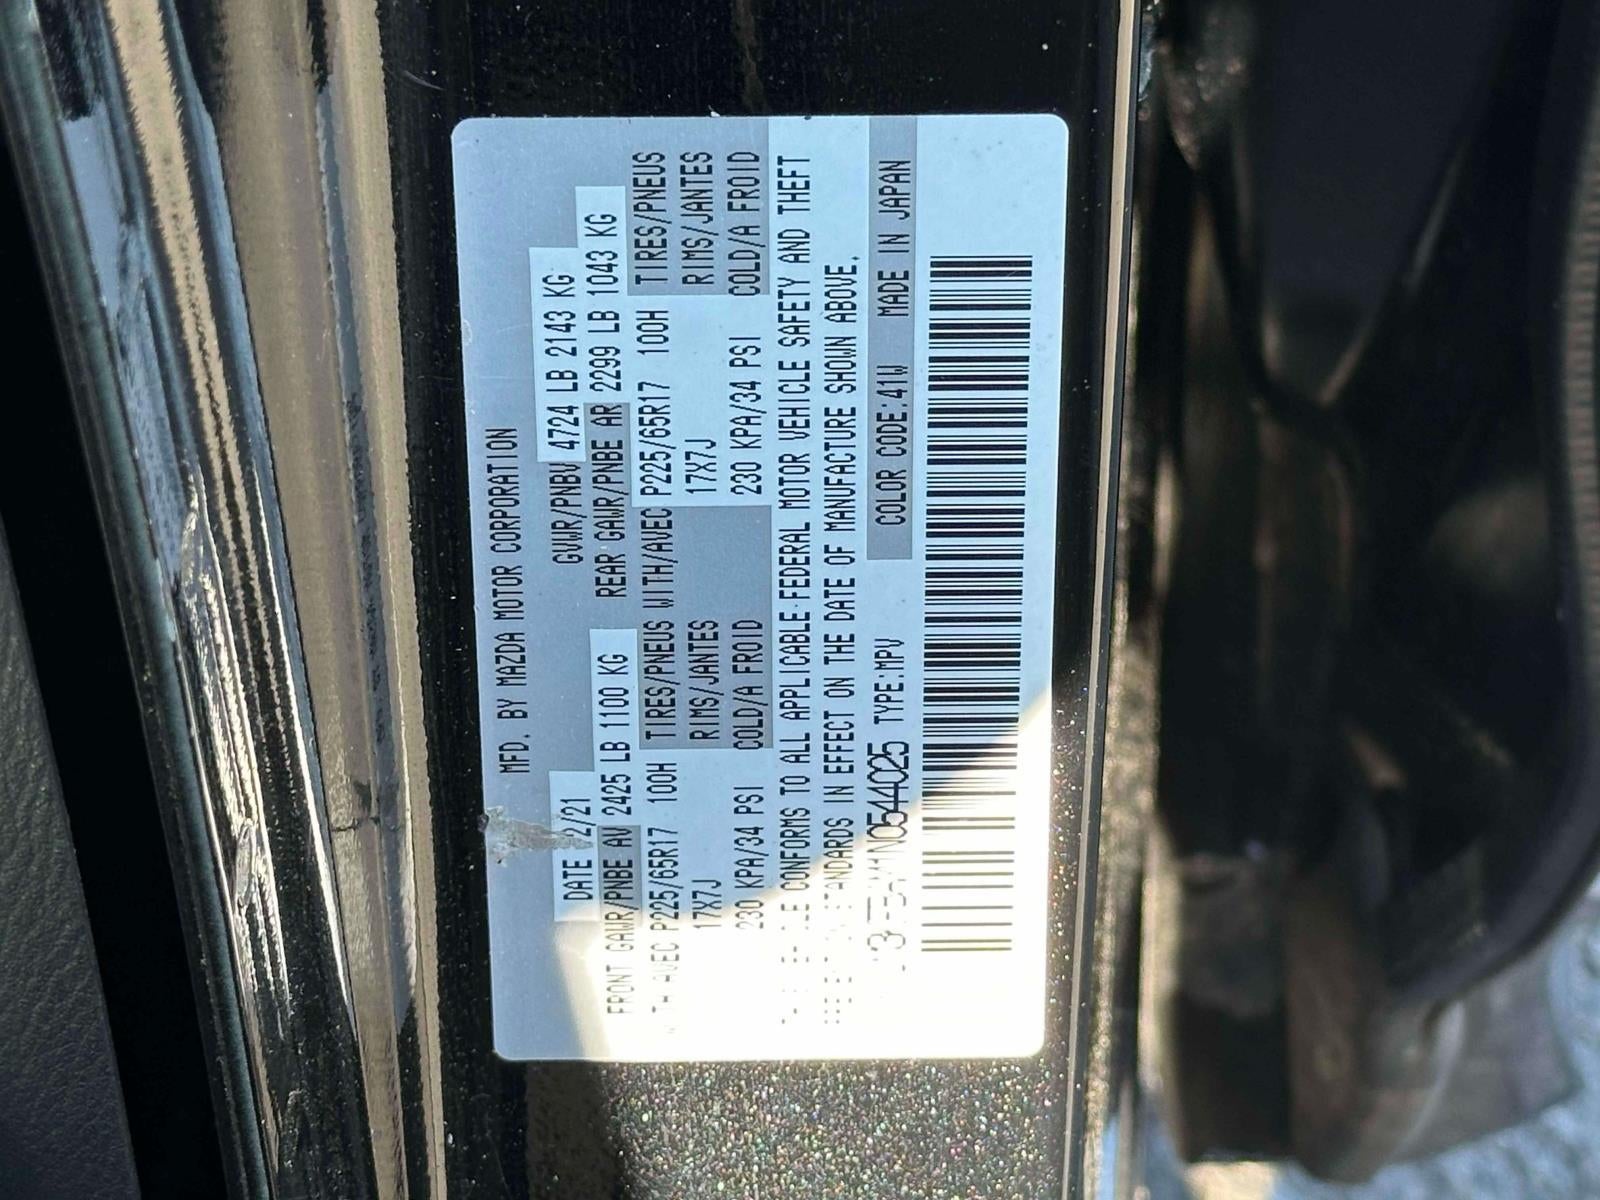 MFD. BY MAZDA MOTOR CORPORATION
DATE 2/21 GVWR/PNBV 4724 LB 2143 KG
FRONT GAWR/PNBE AV 2425 LB 1100 KG REAR GAWR/PNBE AR 2299 LB 1043 KG
WITH AVEC P225/65R17 100H TIRES/PNEUS WITH/AVEC P225/65R17 100H TIRES/PNEUS
17X7J RIMS/JANTES 17X7J RIMS/JANTES
230 KPA/34 PSI COLD/A FROID 230 KPA/34 PSI COLD/A FROID
CONFORMS TO ALL APPLICABLE FEDERAL MOTOR VEHICLE SAFETY AND THEFT
STANDARDS IN EFFECT ON THE DATE OF MANUFACTURE SHOWN ABOVE.
TYPE:MPV COLOR CODE:41W MADE IN JAPAN